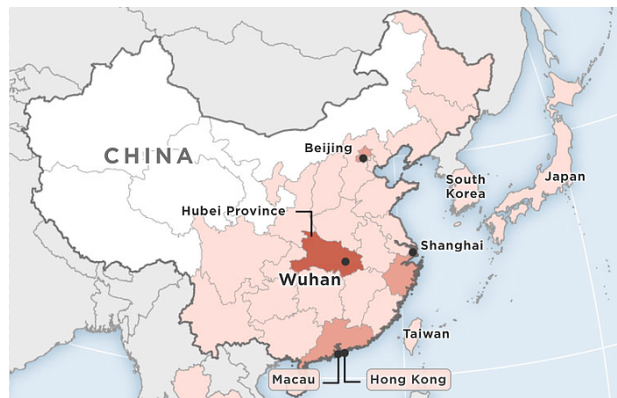 Beijing
CHINA
South
Korea
Japan
Hubei Province
Shanghai
Wuhan
Taiwan
Macau
Hong Kong